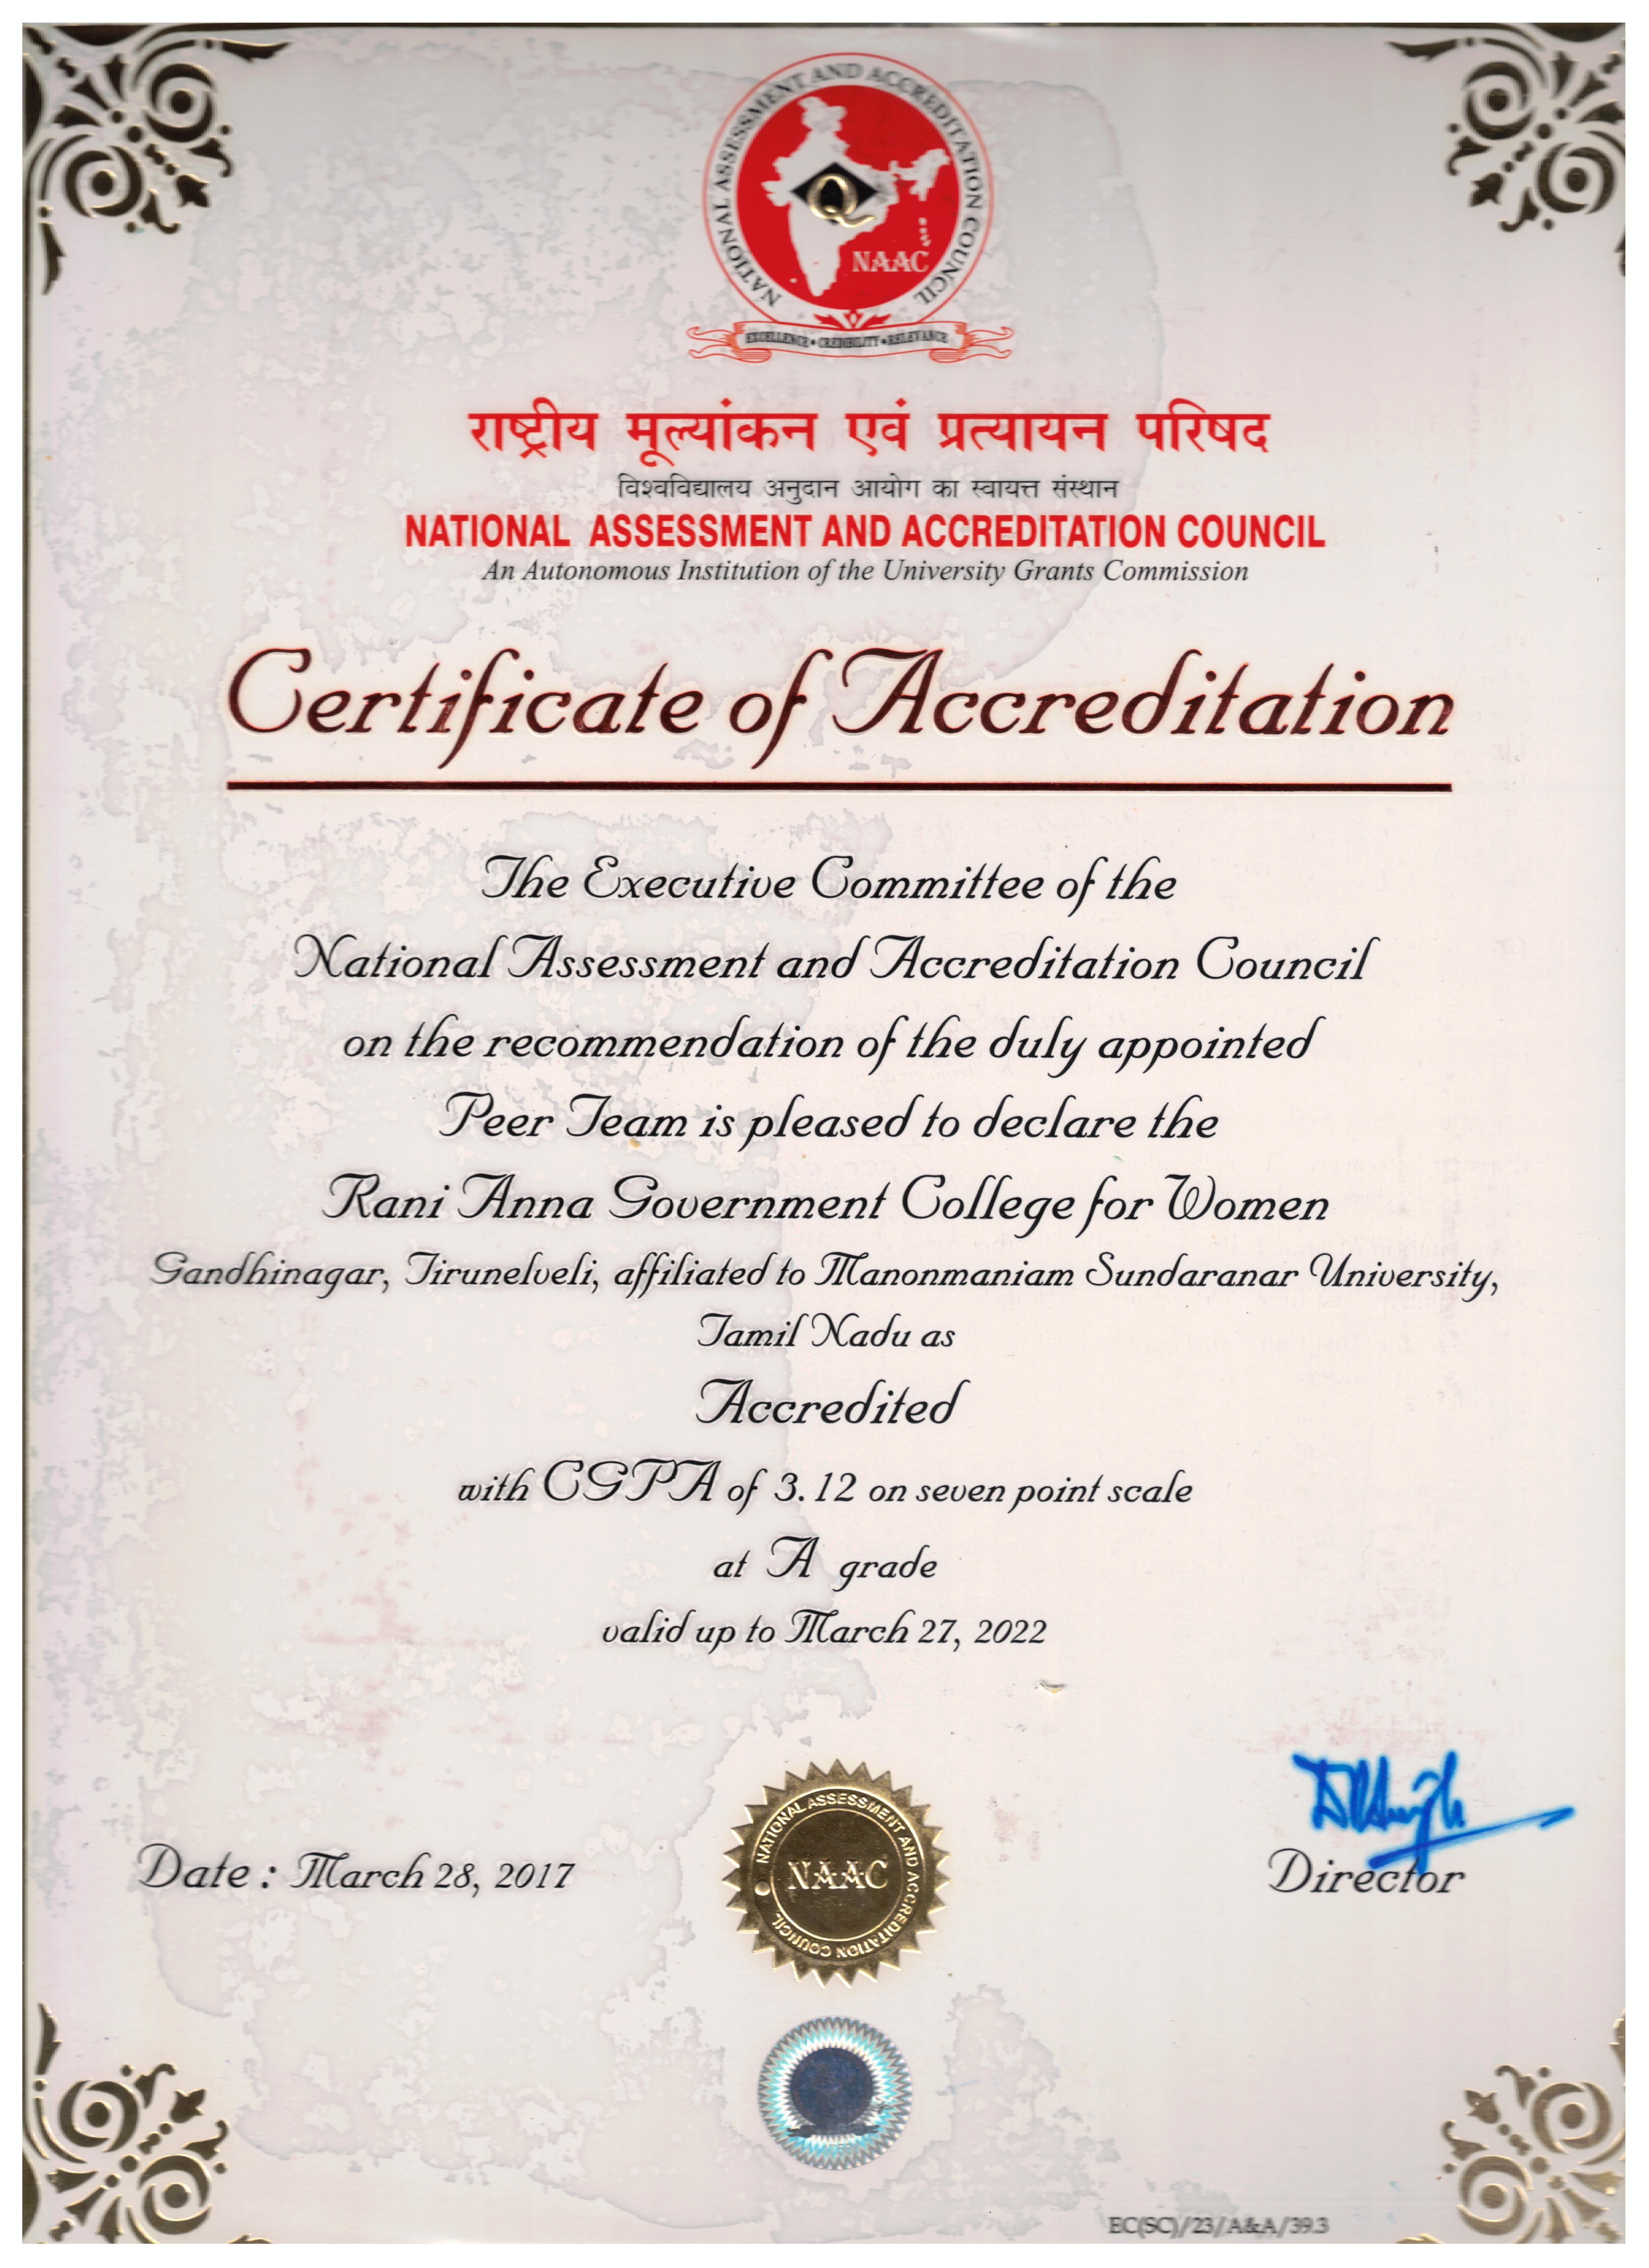 NATIONAL ASSESSMENT AND ACCREDITATION COUNCIL
Q
NAAC
EXCELLENCE • CREDIBILITY • RELEVANCE
राष्ट्रीय मूल्यांकन एवं प्रत्यायन परिषद
विश्वविद्यालय अनुदान आयोग का स्वायत्त संस्थान
NATIONAL ASSESSMENT AND ACCREDITATION COUNCIL
An Autonomous Institution of the University Grants Commission
Certificate of Accreditation
The Executive Committee of the
National Assessment and Accreditation Council
on the recommendation of the duly appointed
Peer Team is pleased to declare the
Rani Anna Government College for Women
Gandhinagar, Tirunelveli, affiliated to Manonmaniam Sundaranar University,
Tamil Nadu as
Accredited
with CGPA of 3.12 on seven point scale
at A grade
valid up to March 27, 2022
Date : March 28, 2017
NATIONAL ASSESSMENT AND ACCREDITATION COUNCIL
NAAC
Director
EC(SC)/23/A&A/39.3